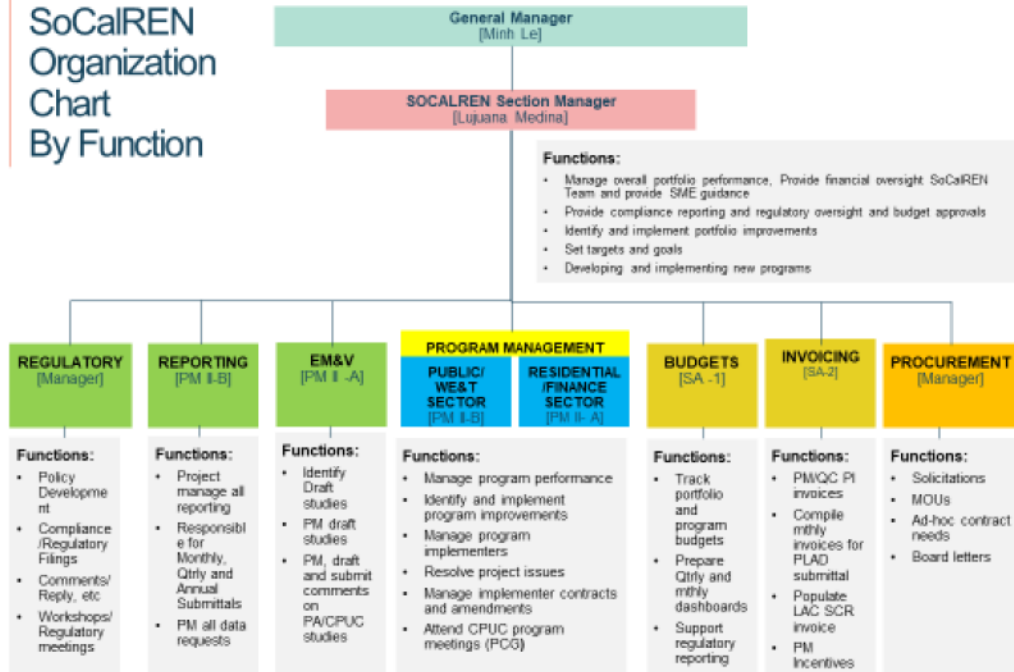 SoCalREN
Organization
Chart
By Function
General Manager
[Minh Le]
SOCALREN Section Manager
[Lujuana Medina]
Functions:
• Manage overall portfolio performance, Provide financial oversight SoCalREN
Team and provide SME guidance
• Provide compliance reporting and regulatory oversight and budget approvals
• Identify and implement portfolio improvements
• Set targets and goals
• Developing and implementing new programs
REGULATORY
[Manager]
Functions:
• Policy
Developme
nt
• Compliance
/Regulatory
Filings
• Comments/
Reply, etc
• Workshops/
Regulatory
meetings
REPORTING
[PM II-B]
Functions:
• Project
manage all
reporting
• Responsibl
e for
Monthly,
Qtrly and
Annual
Submittals
• PM all data
requests
EM&V
[PM II -A]
Functions:
• Identify
Draft
studies
• PM draft
studies
• PM, draft
and submit
comments
on
PA/CPUC
studies
PROGRAM MANAGEMENT
PUBLIC/
WE&T
SECTOR
[PM II-B]
RESIDENTIAL
/FINANCE
SECTOR
[PM II- A]
Functions:
• Manage program performance
• Identify and implement
program improvements
• Manage program
implementers
• Resolve project issues
• Manage implementer contracts
and amendments
• Attend CPUC program
meetings (PCG)
BUDGETS
[SA -1]
Functions:
• Track
portfolio
and
program
budgets
• Prepare
Qtrly and
mthly
dashboards
• Support
regulatory
reporting
INVOICING
[SA-2]
Functions:
• PM/QC PI
invoices
• Compile
mthly
invoices for
PLAD
submittal
• Populate
LAC SCR
invoice
• PM
Incentives
PROCUREMENT
[Manager]
Functions:
• Solicitations
• MOUs
• Ad-hoc contract
needs
• Board letters